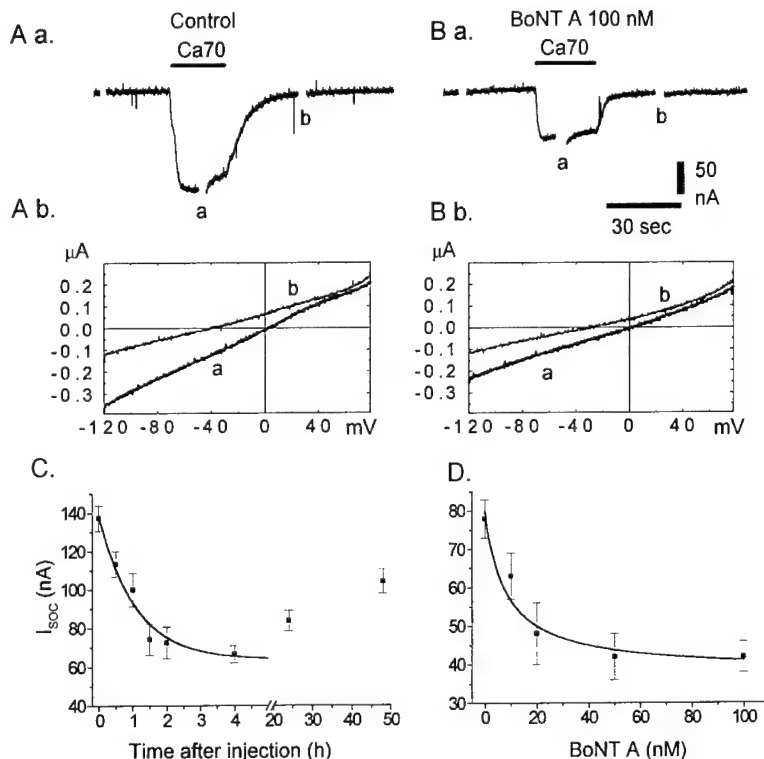 A a.
Control
Ca70
b
a
B a.
BoNT A 100 nM
Ca70
b
a
50
nA
30 sec
A b.
µA
0.2
0.1
0.0
-0.1
-0.2
-0.3
b
a
-120 -80 -40 0 40 mV
B b.
µA
0.2
0.1
0.0
-0.1
-0.2
-0.3
b
a
-120 -80 -40 0 40 mV
C.
I SOC (nA)
140
120
100
80
60
40
0 1 2 3 4 20 30 40 50
Time after injection (h)
D.
80
70
60
50
40
30
0 20 40 60 80 100
BoNT A (nM)